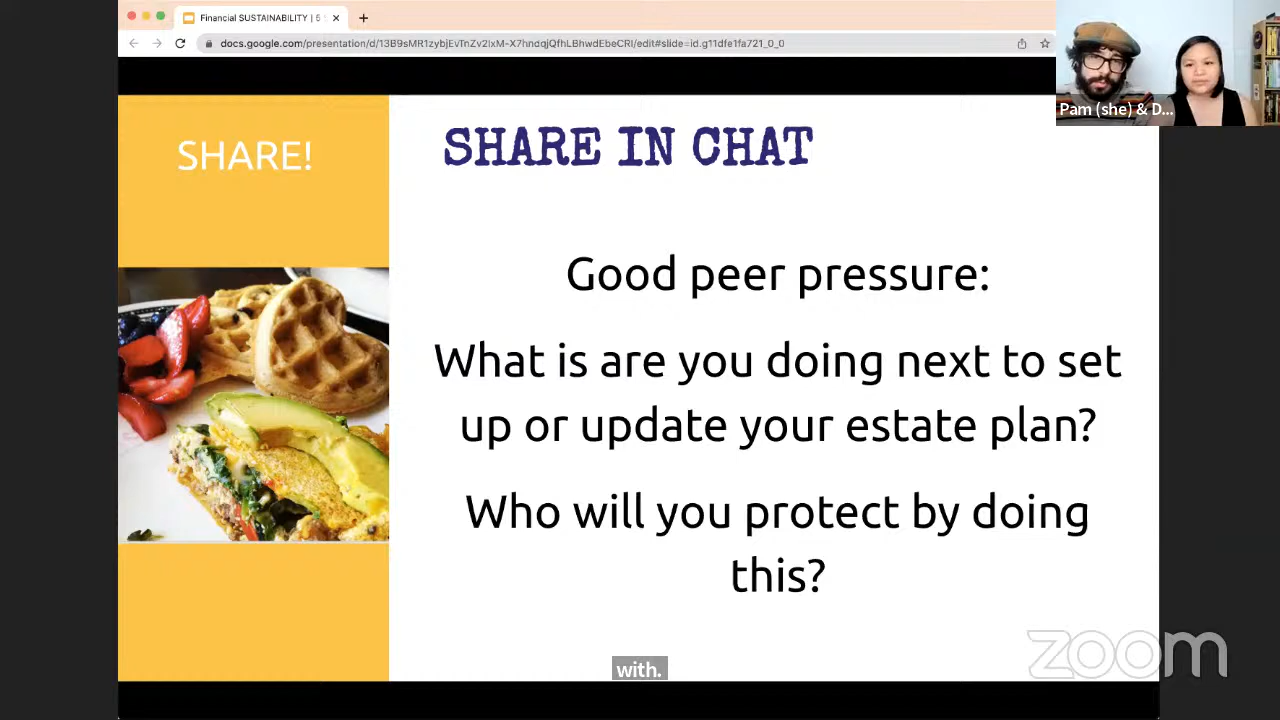 Financial SUSTAINABILITY | 5
docs.google.com/presentation/d/13B9sMR1zybjEvTnZv2lxM-X7hndqjQfhLBhwdEbeCRI/edit#slide=id.g11dfe1fa721_0_0
Pam (she) & D...
SHARE!
SHARE IN CHAT
Good peer pressure:
What is are you doing next to set
up or update your estate plan?
Who will you protect by doing
this?
with.
zoom